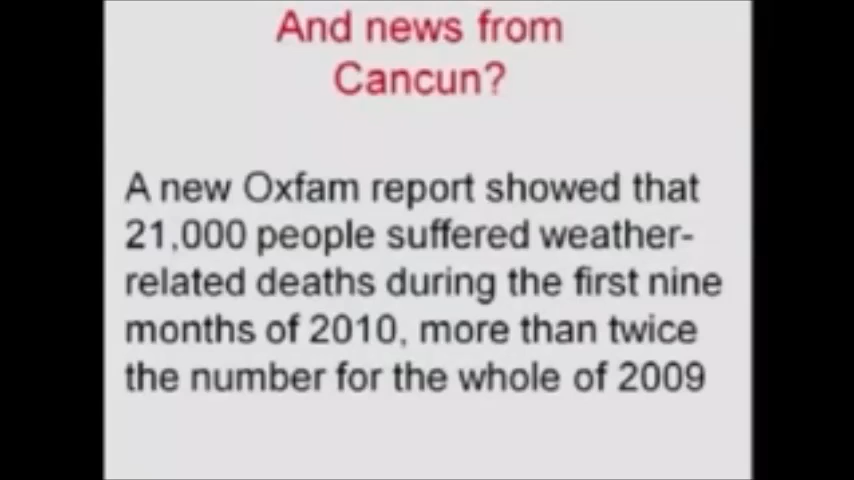 And news from
Cancun?
A new Oxfam report showed that
21,000 people suffered weather-
related deaths during the first nine
months of 2010, more than twice
the number for the whole of 2009